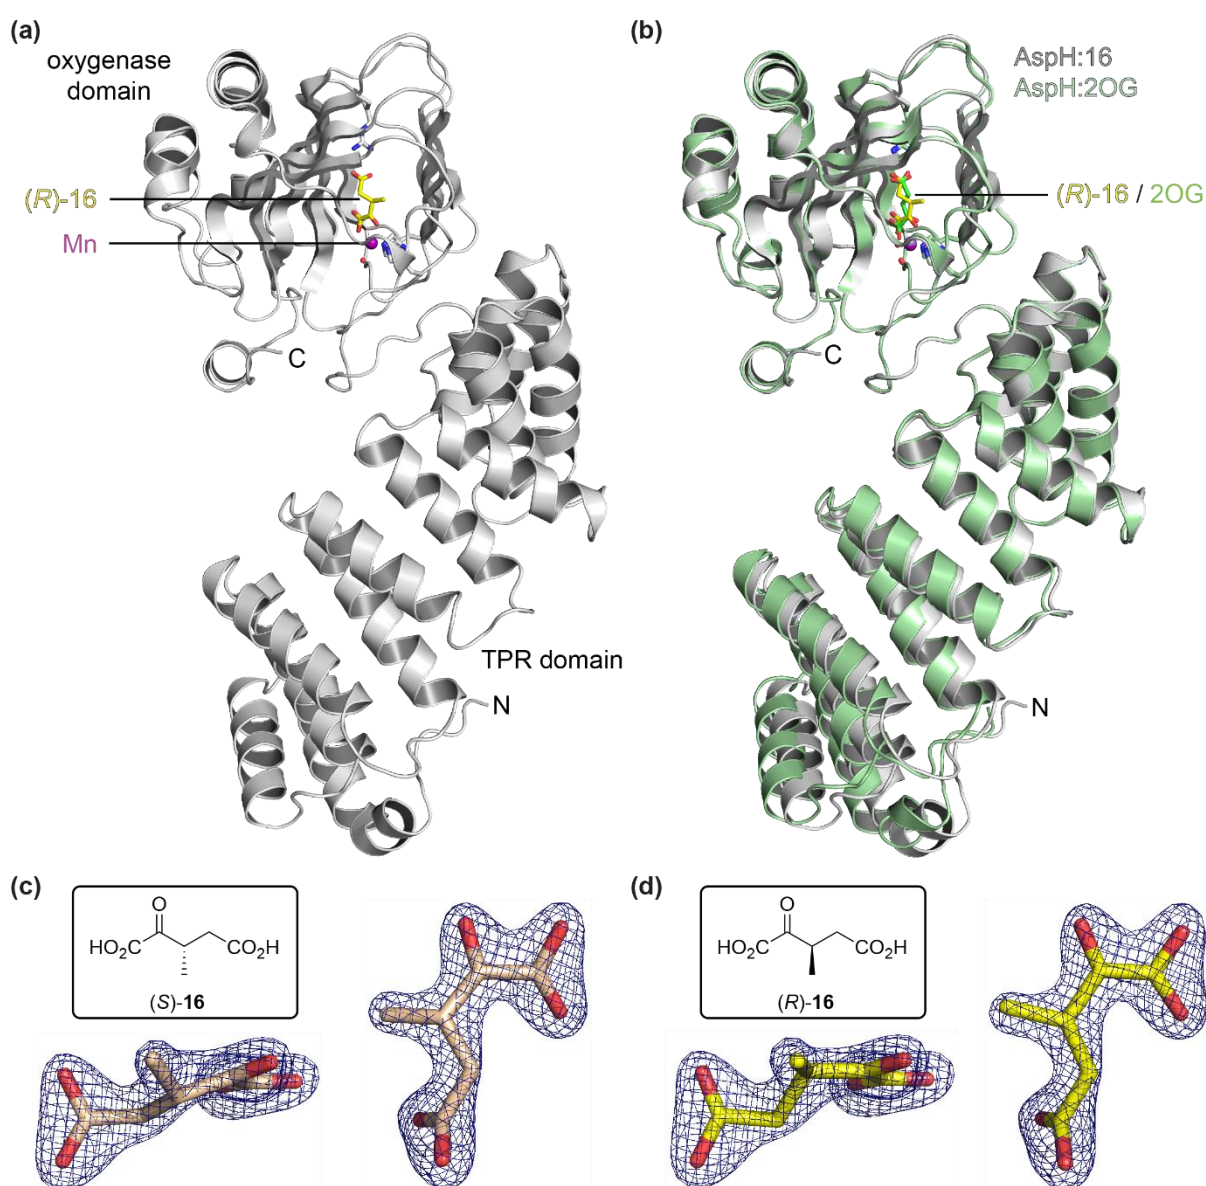 (a)
oxygenase
domain
(R)-16
Mn
C
TPR domain
N
(b)
AspH:16
AspH:2OG
(R)-16 / 2OG
C
N
(c)
O
HO₂C
CO₂H
(S)-16
(d)
O
HO₂C
CO₂H
(R)-16